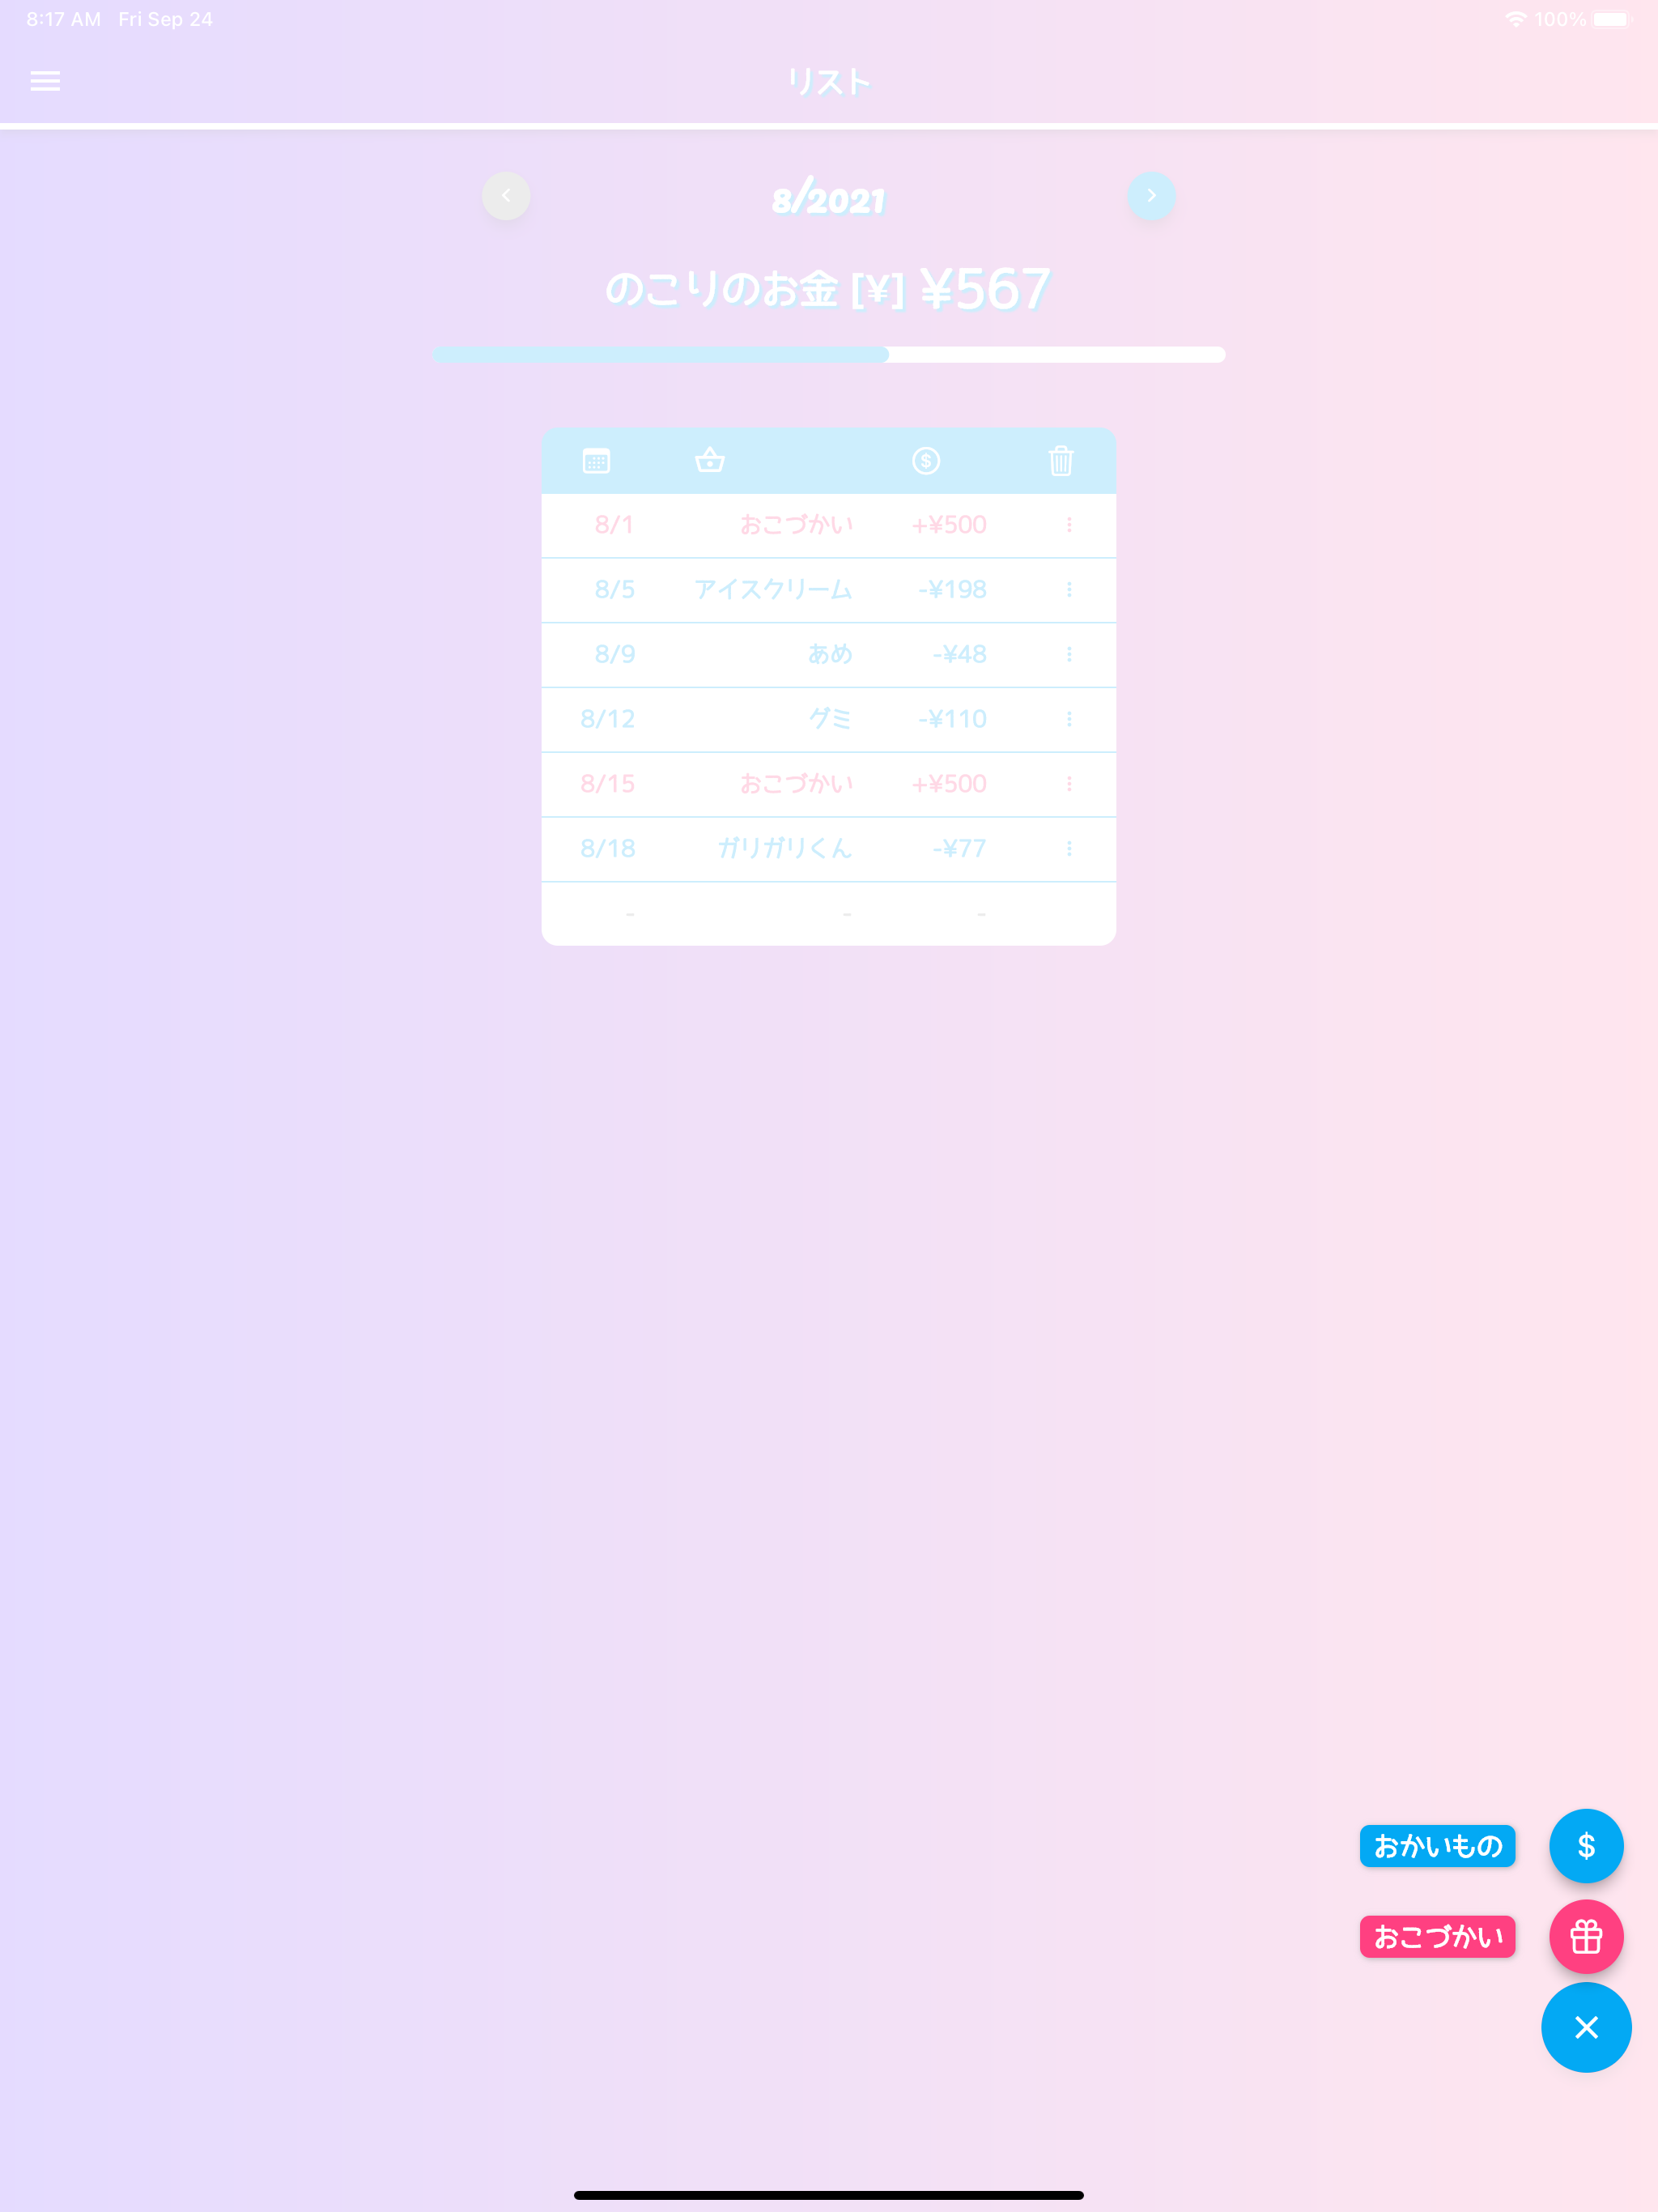 8:17 AM Fri Sep 24 100%
リスト
8/2021
のこりのお金 [¥] ¥567
8/1 おこづかい +¥500
8/5 アイスクリーム -¥198
8/9 あめ -¥48
8/12 グミ -¥110
8/15 おこづかい +¥500
8/18 ガリガリくん -¥77
- - -
おかいもの $
おこづかい